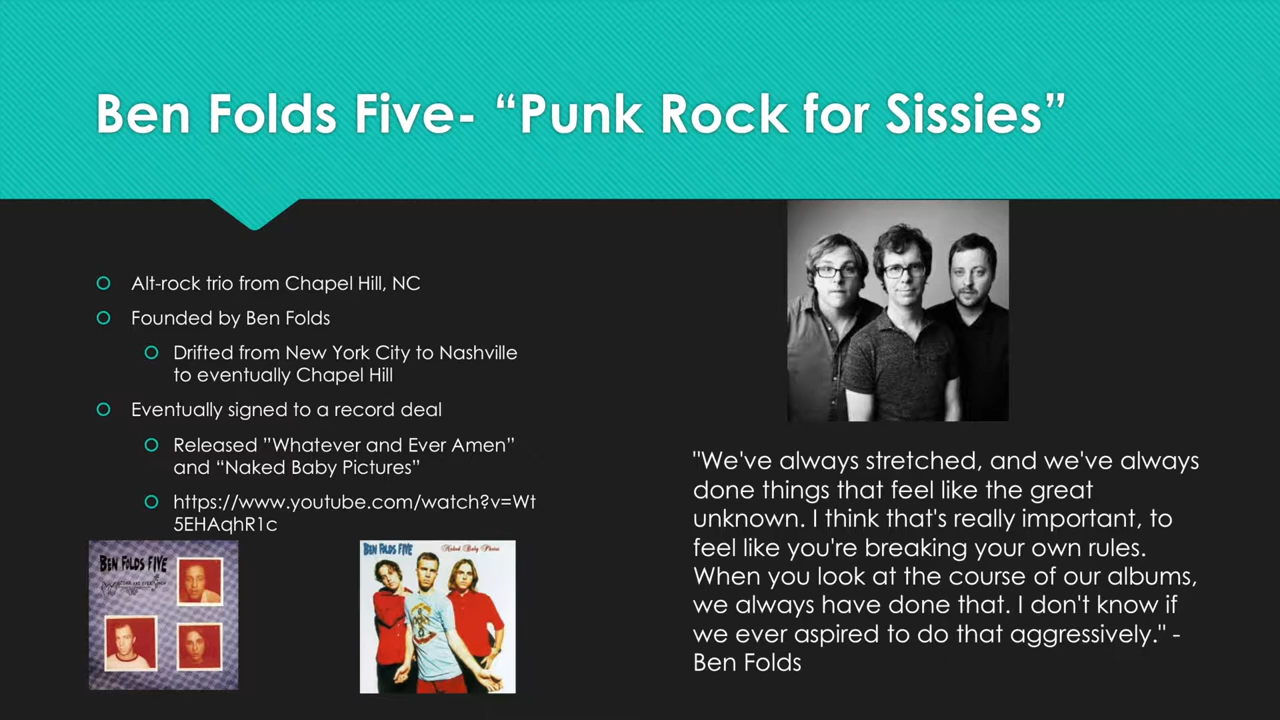 Ben Folds Five- “Punk Rock for Sissies”
Alt-rock trio from Chapel Hill, NC
Founded by Ben Folds
Drifted from New York City to Nashville
to eventually Chapel Hill
Eventually signed to a record deal
Released ”Whatever and Ever Amen”
and “Naked Baby Pictures”
https://www.youtube.com/watch?v=Wt
5EHAqhR1c
BEN FOLDS FIVE
BEN FOLDS FIVE
Naked Baby Photos
"We've always stretched, and we've always
done things that feel like the great
unknown. I think that's really important, to
feel like you're breaking your own rules.
When you look at the course of our albums,
we always have done that. I don't know if
we ever aspired to do that aggressively." -
Ben Folds